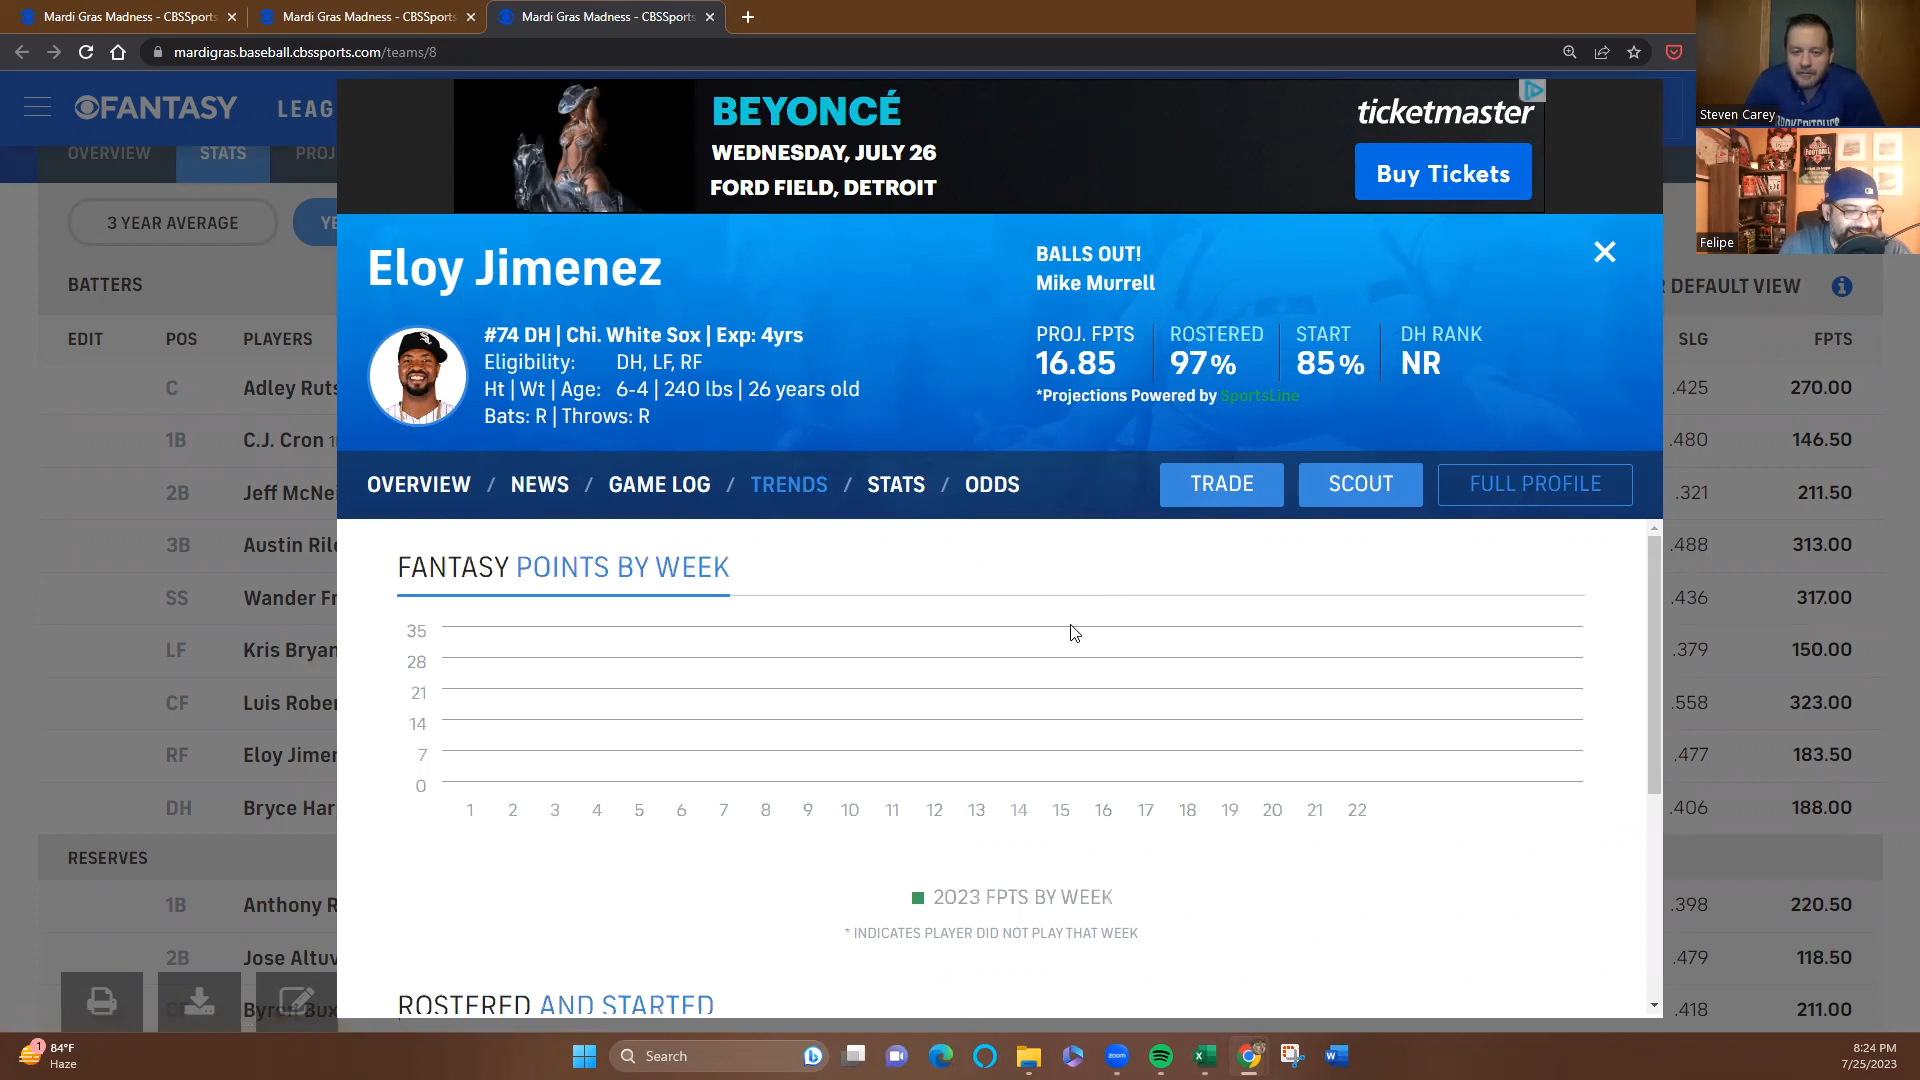 Mardi Gras Madness - CBSSports
Mardi Gras Madness - CBSSports
Mardi Gras Madness - CBSSports
mardigras.baseball.cbssports.com/teams/8
FANTASY
LEAG
OVERVIEW STATS PROJ
3 YEAR AVERAGE
YE
BATTERS
DEFAULT VIEW
EDIT POS PLAYERS SLG FPTS
C Adley Ruts .425 270.00
1B C.J. Cron .480 146.50
2B Jeff McNei .321 211.50
3B Austin Rile .488 313.00
SS Wander Fr .436 317.00
LF Kris Bryan .379 150.00
CF Luis Rober .558 323.00
RF Eloy Jimer .477 183.50
DH Bryce Har .406 188.00
RESERVES
1B Anthony R .398 220.50
2B Jose Altuv .479 118.50
Byron Bux .418 211.00
BEYONCÉ
WEDNESDAY, JULY 26
FORD FIELD, DETROIT
ticketmaster
Buy Tickets
Eloy Jimenez
#74 DH | Chi. White Sox | Exp: 4yrs
Eligibility: DH, LF, RF
Ht | Wt | Age: 6-4 | 240 lbs | 26 years old
Bats: R | Throws: R
BALLS OUT!
Mike Murrell
PROJ. FPTS ROSTERED START DH RANK
16.85 97% 85% NR
*Projections Powered by SportsLine
OVERVIEW / NEWS / GAME LOG / TRENDS / STATS / ODDS
TRADE
SCOUT
FULL PROFILE
FANTASY POINTS BY WEEK
35
28
21
14
7
0
1 2 3 4 5 6 7 8 9 10 11 12 13 14 15 16 17 18 19 20 21 22
2023 FPTS BY WEEK
* INDICATES PLAYER DID NOT PLAY THAT WEEK
ROSTERED AND STARTED
Steven Carey
Felipe
1
84°F
Haze
Search
zoom
8:24 PM
7/25/2023